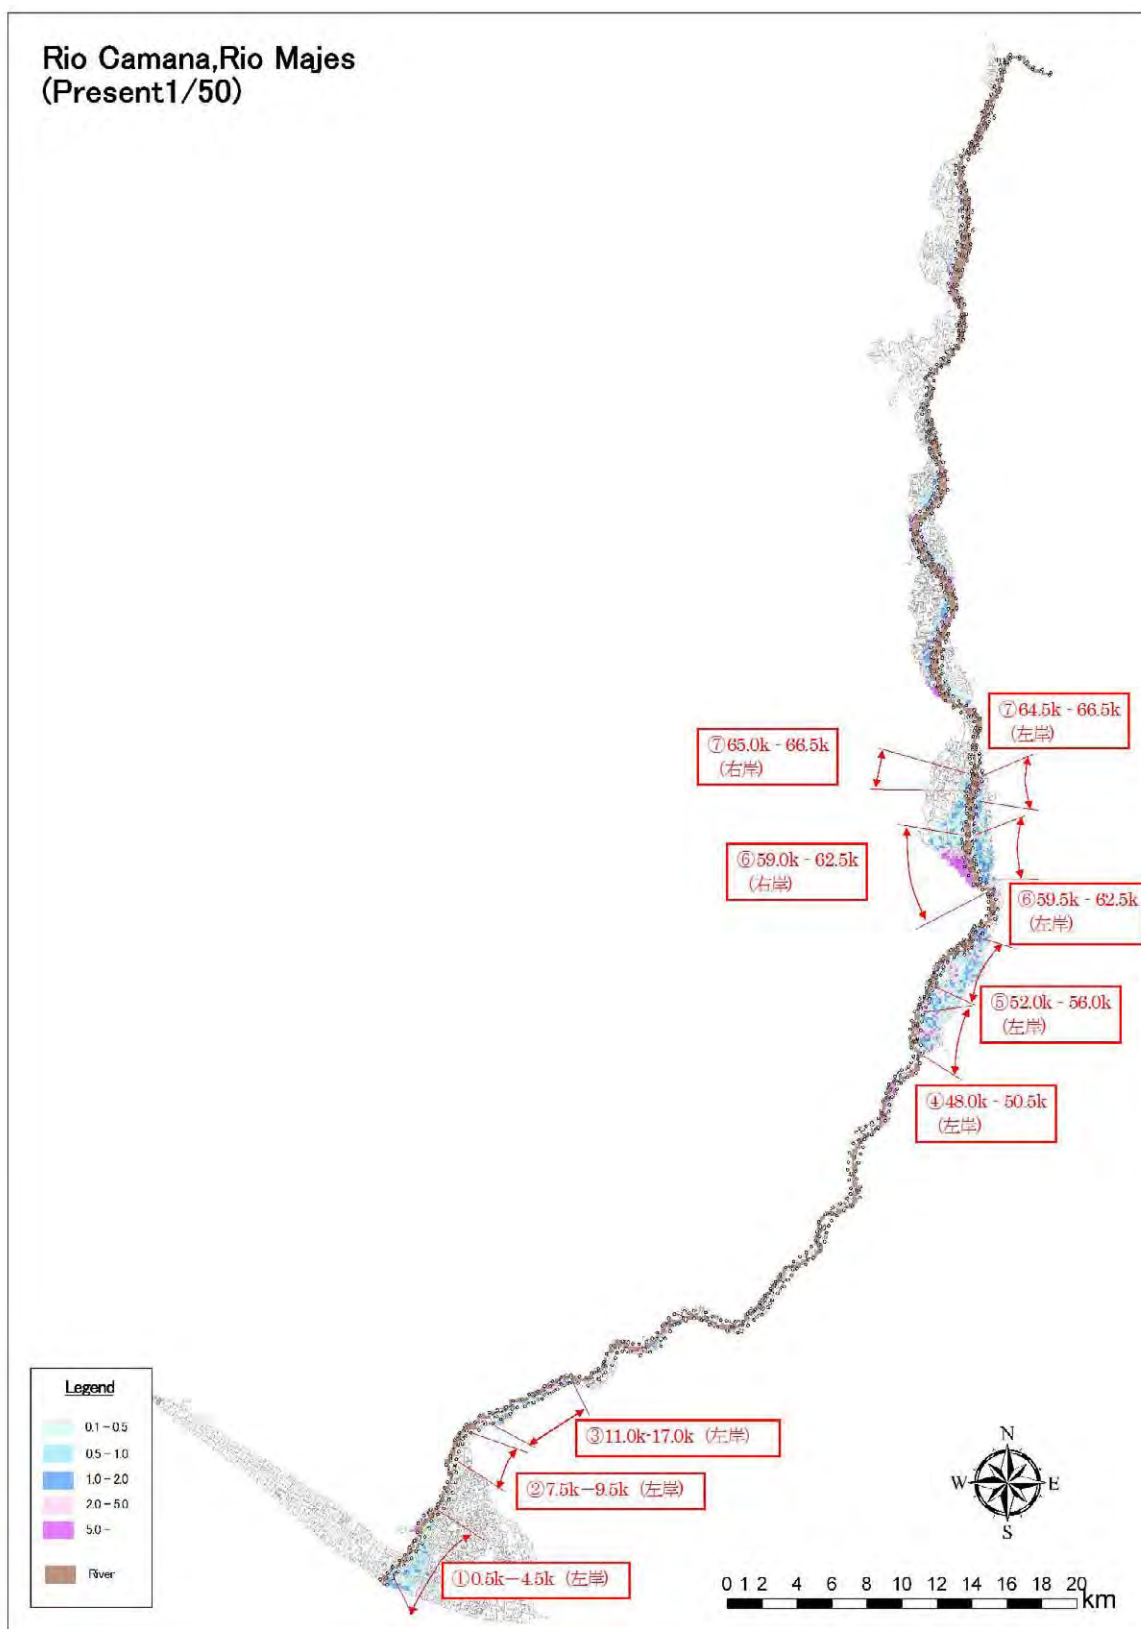 Rio Camana,Rio Majes
(Present1/50)
⑦64.5k - 66.5k
(左岸)
⑦65.0k - 66.5k
(右岸)
⑥59.0k - 62.5k
(右岸)
⑥59.5k - 62.5k
(左岸)
⑤52.0k - 56.0k
(左岸)
④48.0k - 50.5k
(左岸)
③11.0k-17.0k (左岸)
②7.5k－9.5k (左岸)
①0.5k－4.5k (左岸)
Legend
0.1 - 0.5
0.5 - 1.0
1.0 - 2.0
2.0 - 5.0
5.0 -
River
N
W E
S
0 1 2 4 6 8 10 12 14 16 18 20
km